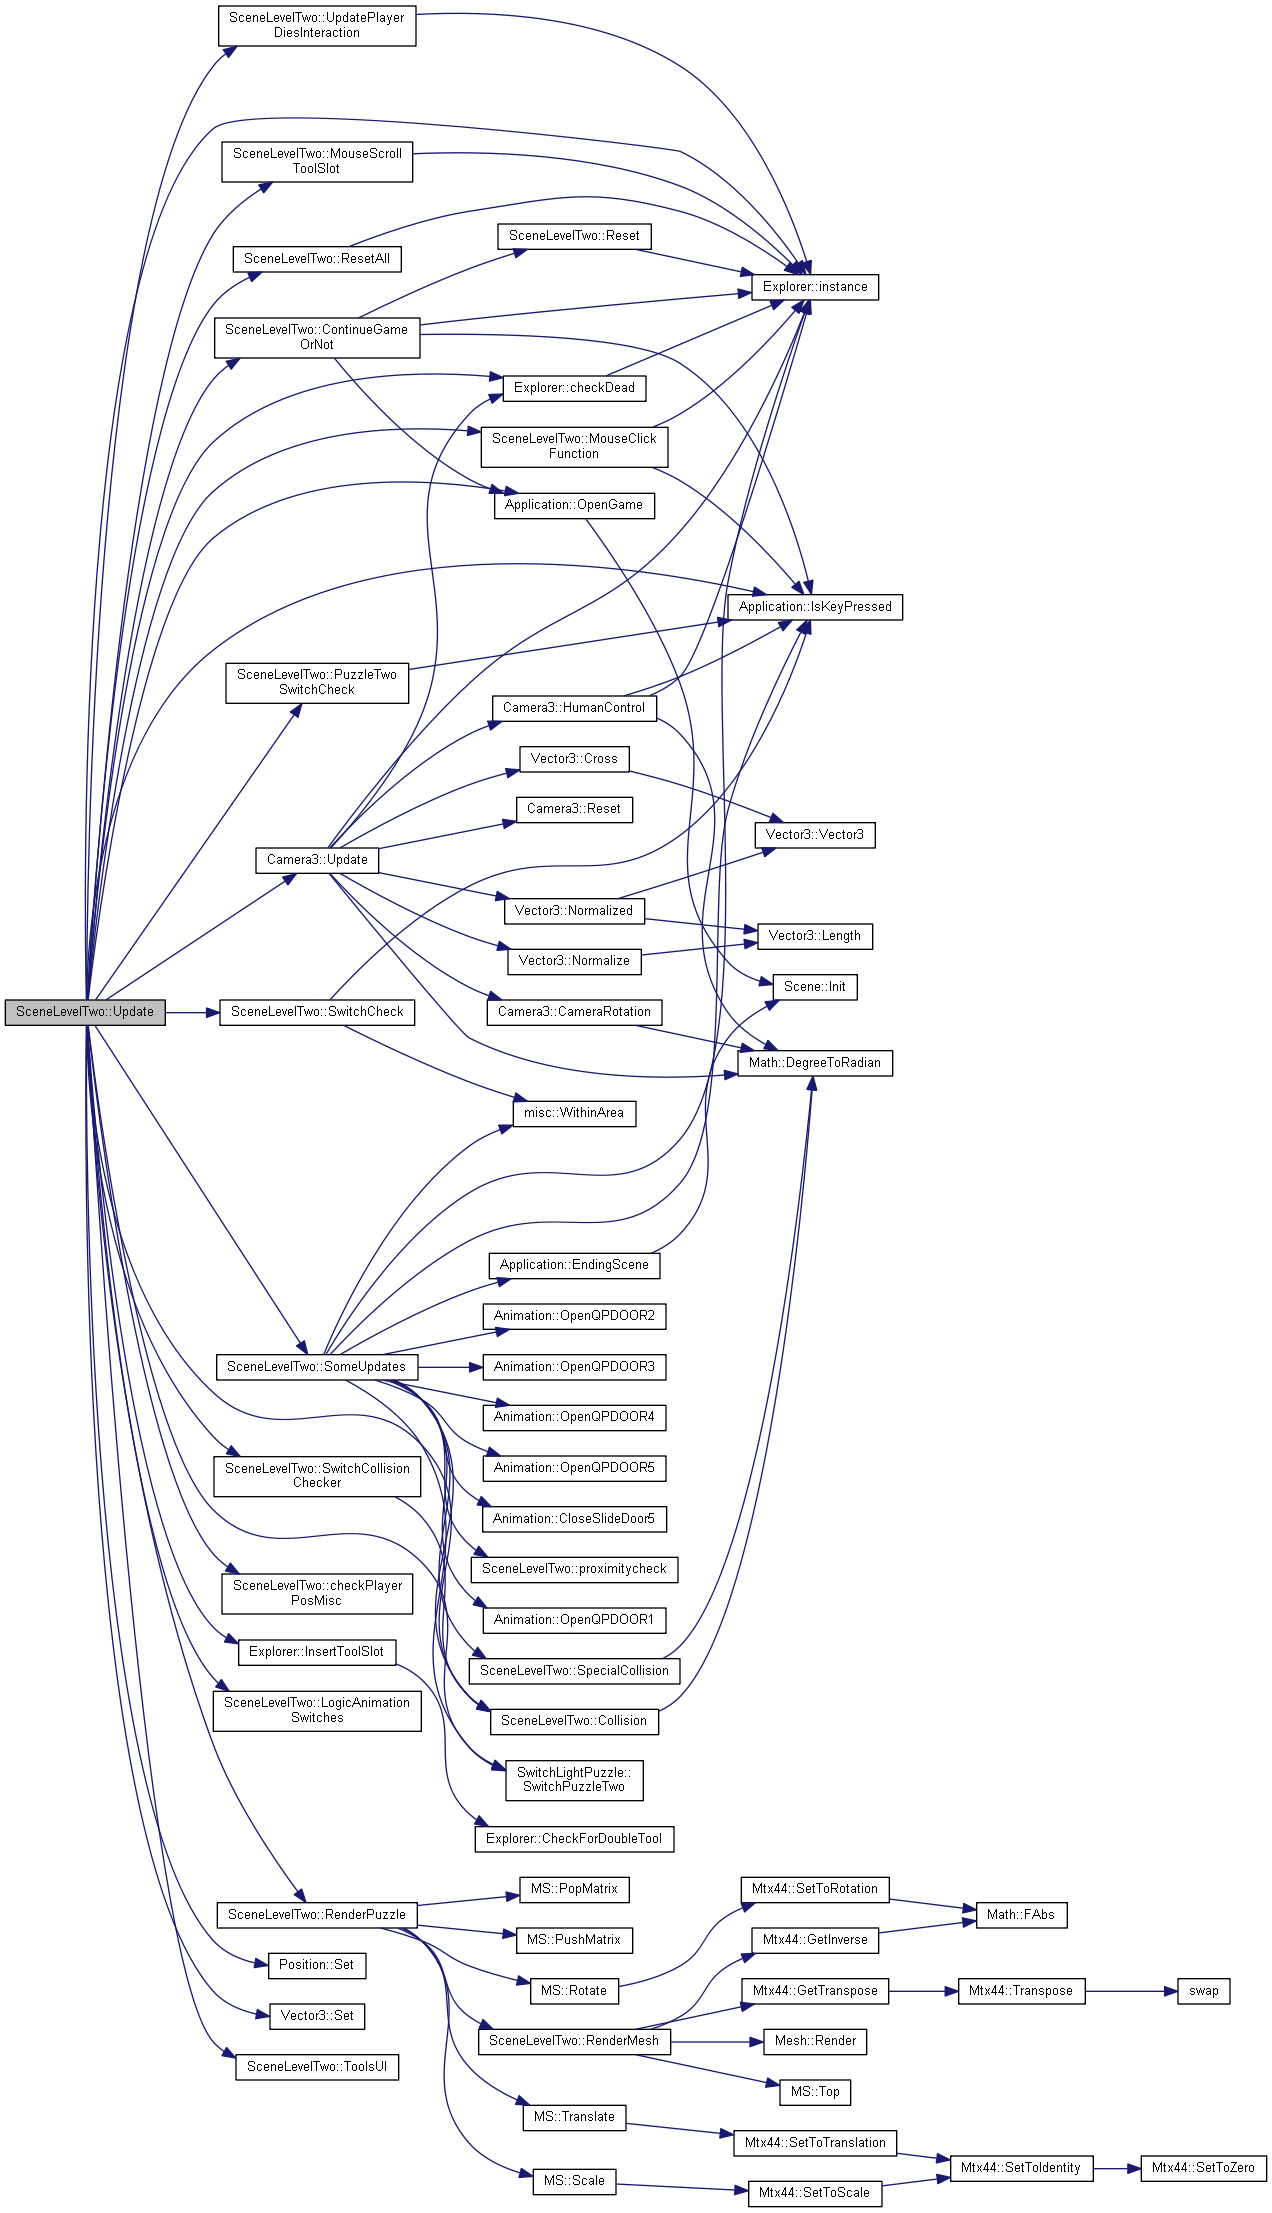 SceneLevelTwo::UpdatePlayer
DiesInteraction
SceneLevelTwo::MouseScroll
ToolSlot
SceneLevelTwo::Reset
SceneLevelTwo::ResetAll
Explorer::instance
SceneLevelTwo::ContinueGame
OrNot
Explorer::checkDead
SceneLevelTwo::MouseClick
Function
Application::OpenGame
Application::IsKeyPressed
SceneLevelTwo::PuzzleTwo
SwitchCheck
Camera3::HumanControl
Vector3::Cross
Camera3::Reset
Vector3::Vector3
Camera3::Update
Vector3::Normalized
Vector3::Length
Vector3::Normalize
Scene::Init
SceneLevelTwo::Update
SceneLevelTwo::SwitchCheck
Camera3::CameraRotation
Math::DegreeToRadian
misc::WithinArea
Application::EndingScene
Animation::OpenQPDOOR2
SceneLevelTwo::SomeUpdates
Animation::OpenQPDOOR3
Animation::OpenQPDOOR4
Animation::OpenQPDOOR5
SceneLevelTwo::SwitchCollision
Checker
Animation::CloseSlideDoor5
SceneLevelTwo::proximitycheck
SceneLevelTwo::checkPlayer
PosMisc
Animation::OpenQPDOOR1
Explorer::InsertToolSlot
SceneLevelTwo::SpecialCollision
SceneLevelTwo::LogicAnimation
Switches
SceneLevelTwo::Collision
SwitchLightPuzzle::
SwitchPuzzleTwo
Explorer::CheckForDoubleTool
MS::PopMatrix
Mtx44::SetToRotation
SceneLevelTwo::RenderPuzzle
Math::FAbs
MS::PushMatrix
Mtx44::GetInverse
Position::Set
MS::Rotate
Mtx44::GetTranspose
Mtx44::Transpose
swap
Vector3::Set
SceneLevelTwo::RenderMesh
Mesh::Render
SceneLevelTwo::ToolsUI
MS::Top
MS::Translate
Mtx44::SetToTranslation
Mtx44::SetToIdentity
Mtx44::SetToZero
MS::Scale
Mtx44::SetToScale